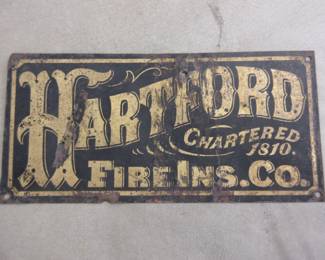 HARTFORD
CHARTERED
1810.
FIRE INS. CO.